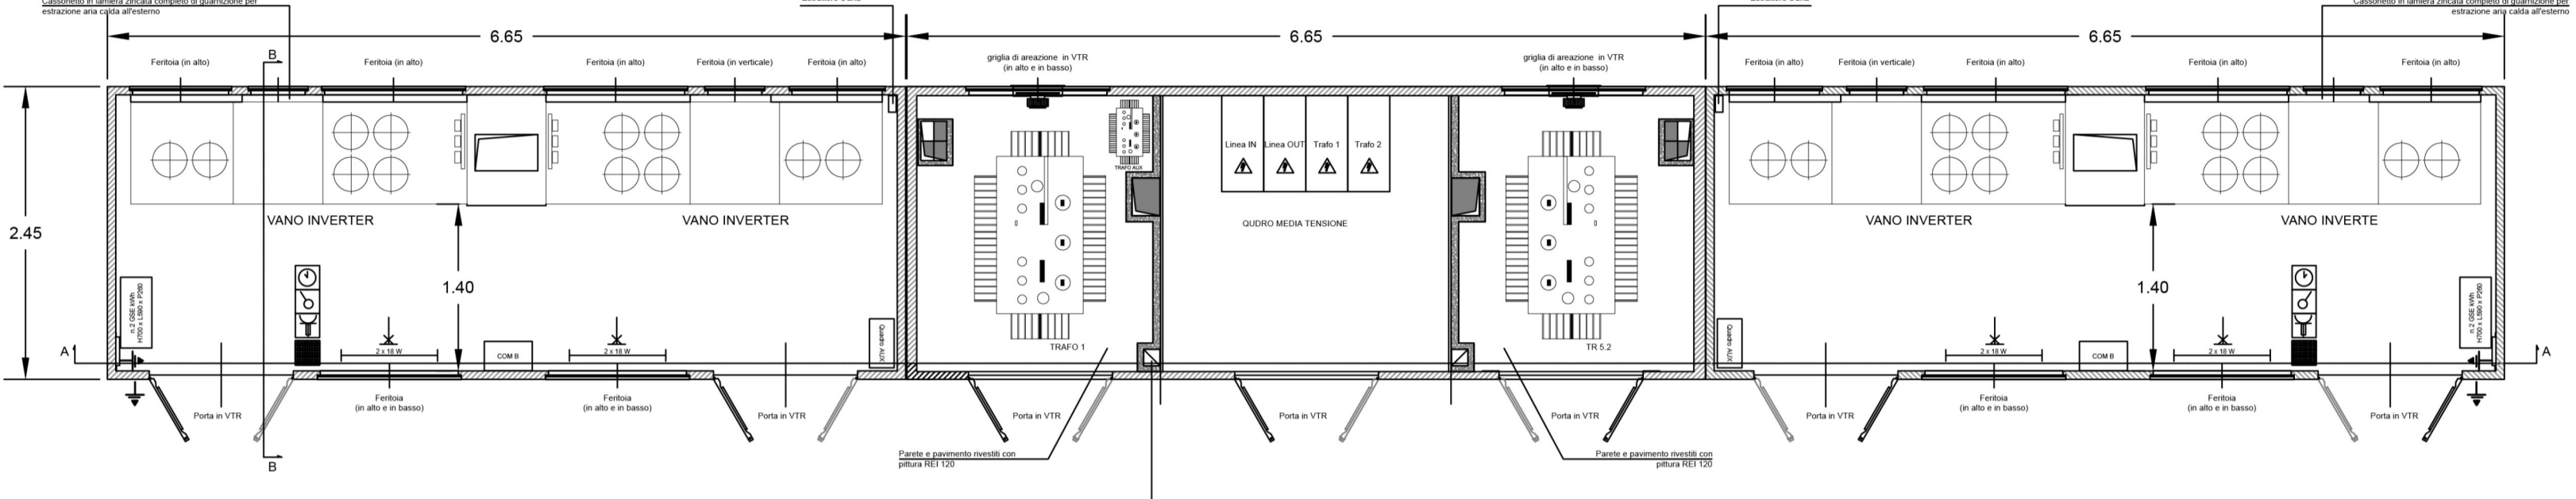 Cassonetto in lamiera zincata completo di guarnizione per
estrazione aria calda all'esterno
Cassonetto in lamiera zincata completo di guarnizione per
estrazione aria calda all'esterno
6.65
6.65
6.65
B
Feritoia (in alto)
Feritoia (in alto)
Feritoia (in alto)
Feritoia (in verticale)
Feritoia (in alto)
griglia di areazione in VTR
(in alto e in basso)
griglia di areazione in VTR
(in alto e in basso)
Feritoia (in alto)
Feritoia (in verticale)
Feritoia (in alto)
Feritoia (in alto)
Feritoia (in alto)
Linea IN
Linea OUT
Trafo 1
Trafo 2
TRAFO AUX
VANO INVERTER
VANO INVERTER
QUDRO MEDIA TENSIONE
VANO INVERTER
VANO INVERTE
2.45
1.40
1.40
n.2 GSE kWh
H700 x L590 x P260
n.2 GSE kWh
H700 x L590 x P260
Quadro AUX
Quadro AUX
TRAFO 1
TR 5.2
A
A
2 x 18 W
COM B
2 x 18 W
2 x 18 W
COM B
2 x 18 W
Porta in VTR
Feritoia
(in alto e in basso)
Feritoia
(in alto e in basso)
Porta in VTR
Porta in VTR
Porta in VTR
Porta in VTR
Porta in VTR
Feritoia
(in alto e in basso)
Feritoia
(in alto e in basso)
Porta in VTR
B
Parete e pavimento rivestiti con
pittura REI 120
Parete e pavimento rivestiti con
pittura REI 120